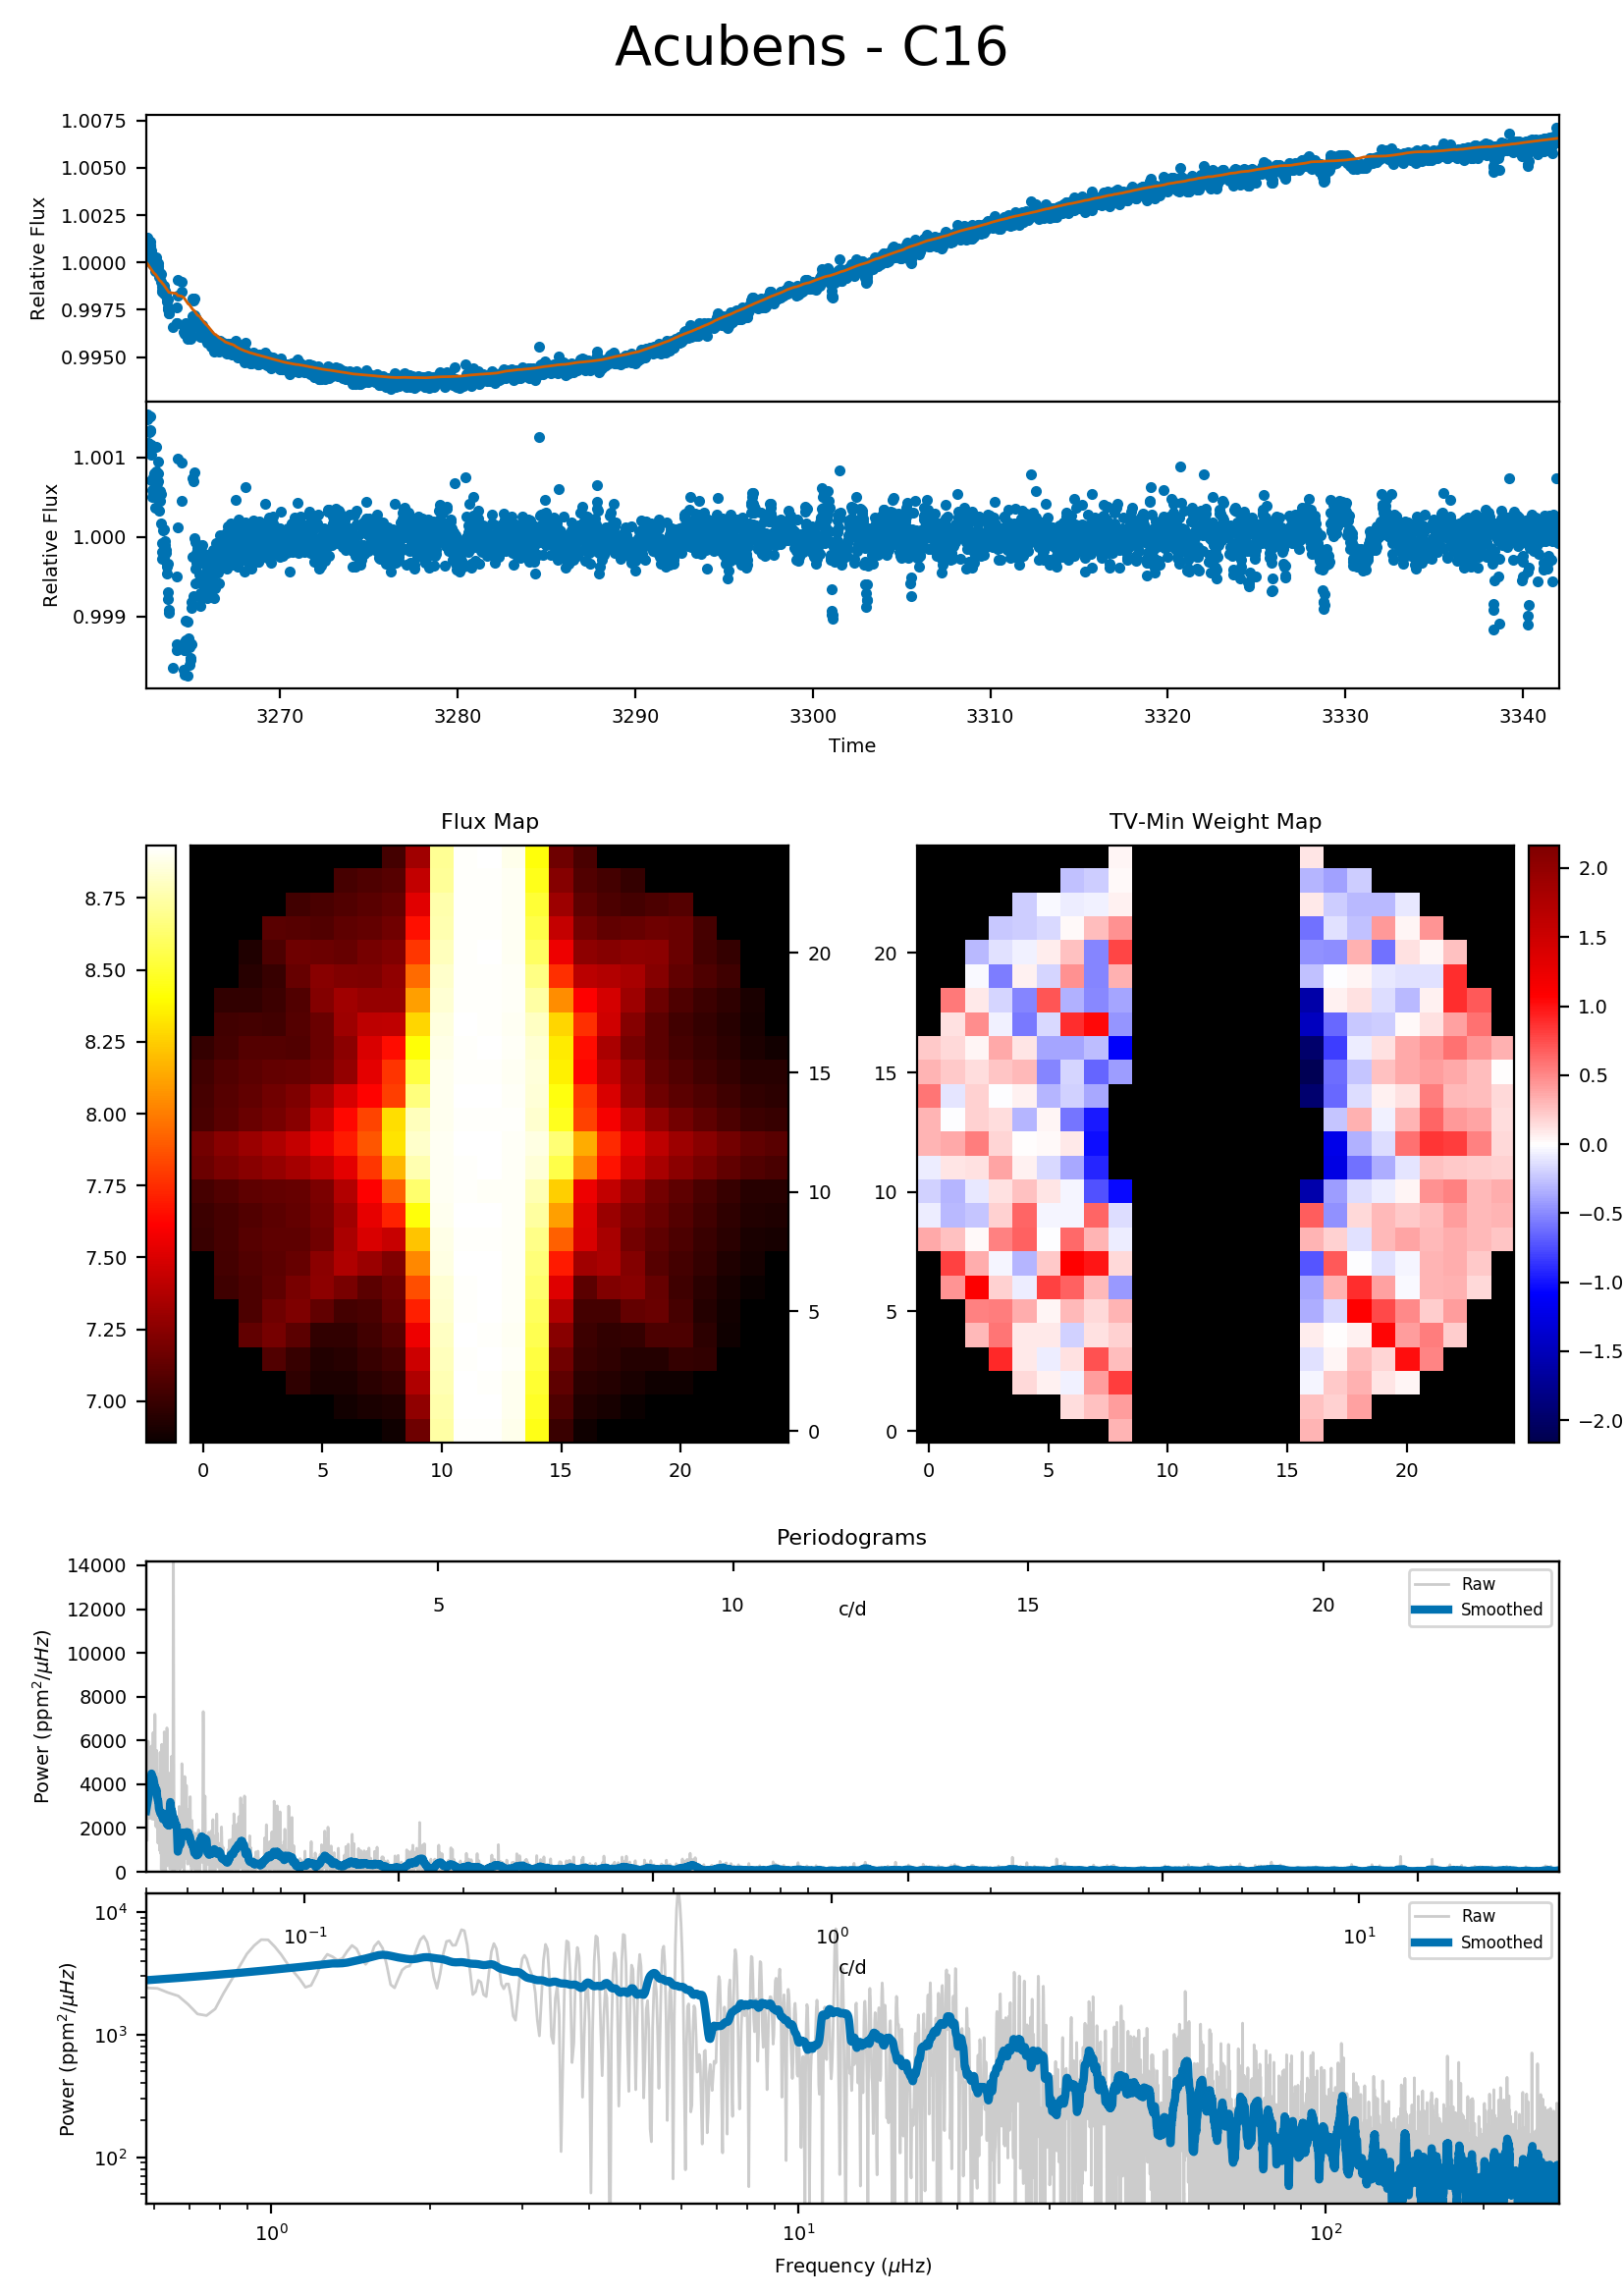 Acubens - C16
1.0075
1.0050
1.0025
1.0000
0.9975
0.9950
Relative Flux
1.001
1.000
0.999
Relative Flux
3270 3280 3290 3300 3310 3320 3330 3340
Time
Flux Map
8.75
8.50
8.25
8.00
7.75
7.50
7.25
7.00
20
15
10
5
0
0 5 10 15 20
TV-Min Weight Map
20
15
10
5
0
0 5 10 15 20
2.0
1.5
1.0
0.5
0.0
−0.5
−1.0
−1.5
−2.0
Periodograms
14000
12000
10000
8000
6000
4000
2000
0
Power (ppm²/μHz)
5 10 15 20
c/d
Raw
Smoothed
10⁴
10³
10²
Power (ppm²/μHz)
10⁻¹ 10⁰ 10¹
c/d
Raw
Smoothed
10⁰ 10¹ 10²
Frequency (μHz)